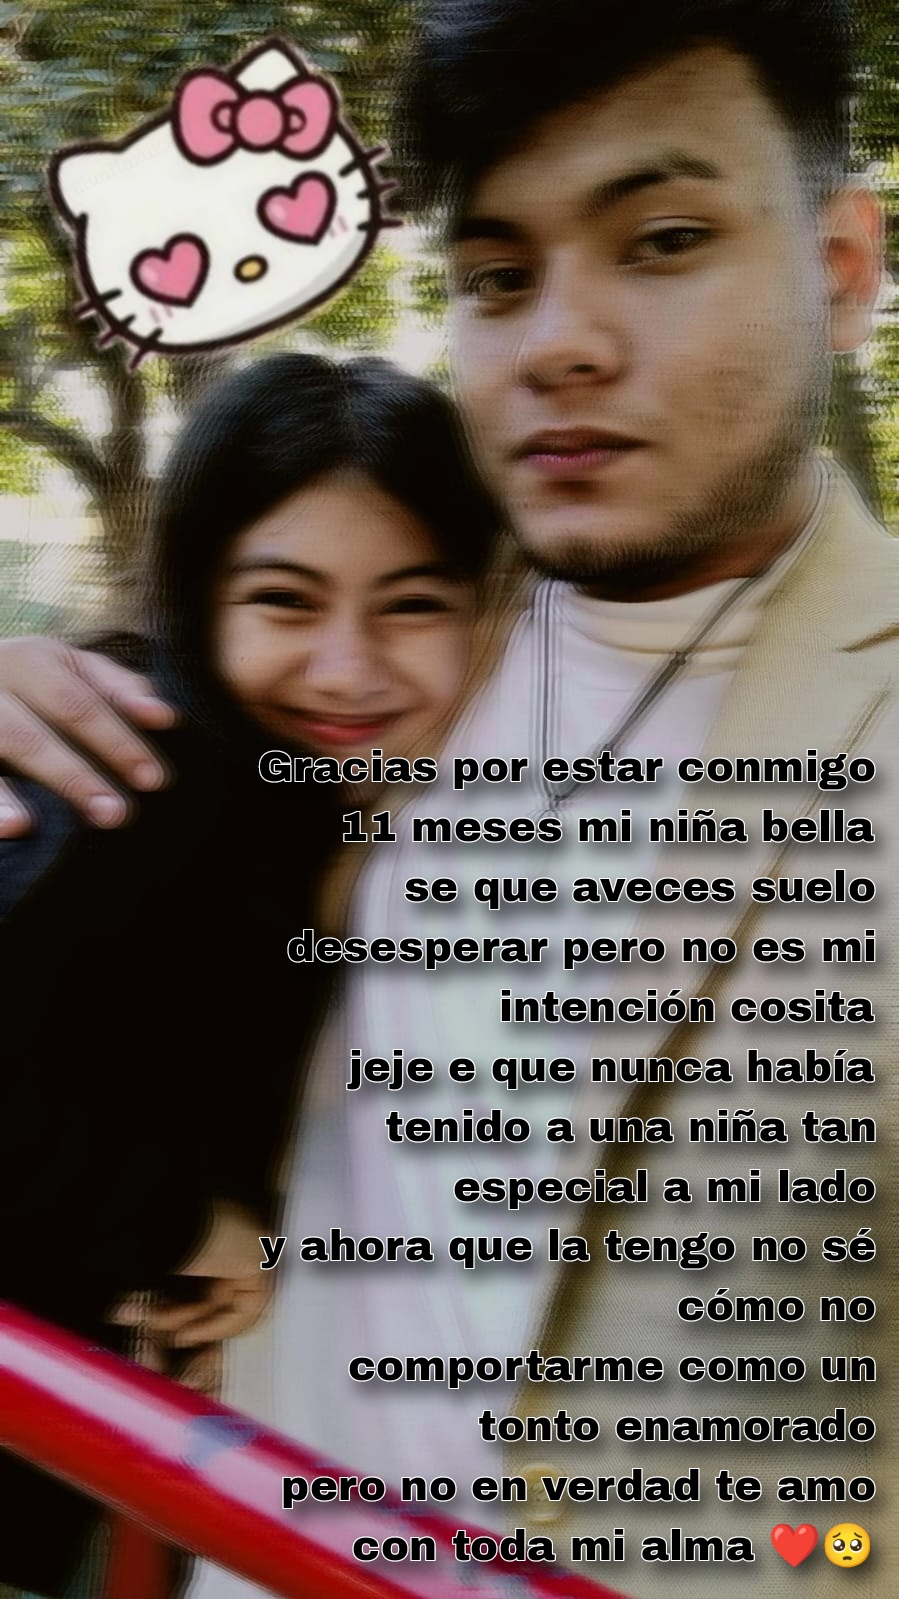 Gracias por estar conmigo
11 meses mi niña bella
se que aveces suelo
desesperar pero no es mi
intención cosita
jeje e que nunca había
tenido a una niña tan
especial a mi lado
y ahora que la tengo no sé
cómo no
comportarme como un
tonto enamorado
pero no en verdad te amo
con toda mi alma ❤️🥺